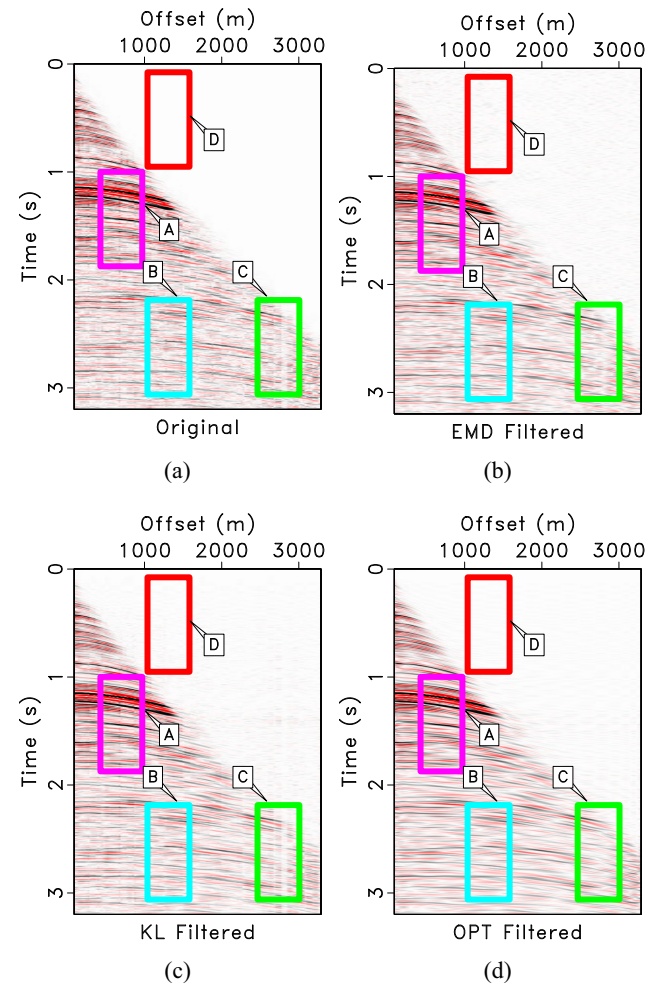 Offset (m)
1000 2000 3000
0
1
2
3
Time (s)
D
A
B
C
Original
(a)
Offset (m)
1000 2000 3000
0
1
2
3
Time (s)
D
A
B
C
EMD Filtered
(b)
Offset (m)
1000 2000 3000
0
1
2
3
Time (s)
D
A
B
C
KL Filtered
(c)
Offset (m)
1000 2000 3000
0
1
2
3
Time (s)
D
A
B
C
OPT Filtered
(d)